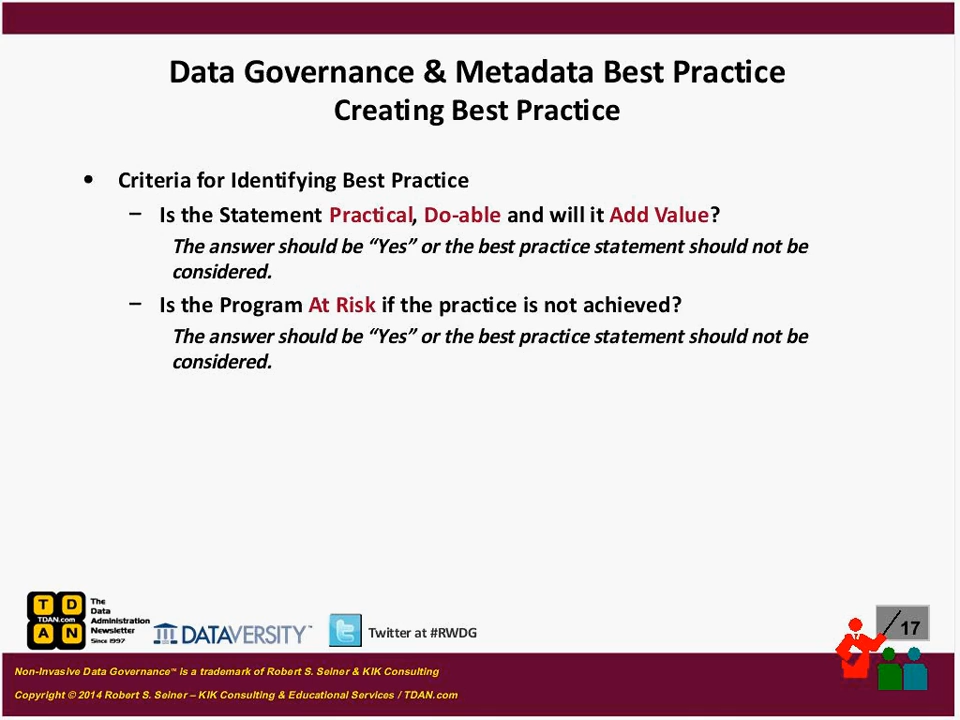 Data Governance & Metadata Best Practice
Creating Best Practice
• Criteria for Identifying Best Practice
– Is the Statement Practical, Do-able and will it Add Value?
The answer should be “Yes” or the best practice statement should not be
considered.
– Is the Program At Risk if the practice is not achieved?
The answer should be “Yes” or the best practice statement should not be
considered.
T D
TDAN.com
A N
The
Data
Administration
Newsletter
Since 1997
DATAVERSITY™
Twitter at #RWDG
17
Non-Invasive Data Governance™ is a trademark of Robert S. Seiner & KIK Consulting
Copyright © 2014 Robert S. Seiner – KIK Consulting & Educational Services / TDAN.com